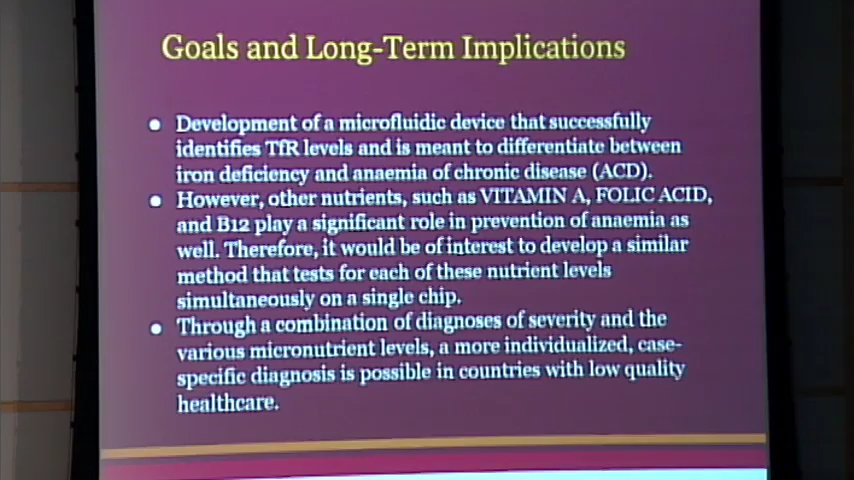 Goals and Long-Term Implications
• Development of a microfluidic device that successfully
identifies TfR levels and is meant to differentiate between
iron deficiency and anaemia of chronic disease (ACD).
• However, other nutrients, such as VITAMIN A, FOLIC ACID,
and B12 play a significant role in prevention of anaemia as
well. Therefore, it would be of interest to develop a similar
method that tests for each of these nutrient levels
simultaneously on a single chip.
• Through a combination of diagnoses of severity and the
various micronutrient levels, a more individualized, case-
specific diagnosis is possible in countries with low quality
healthcare.